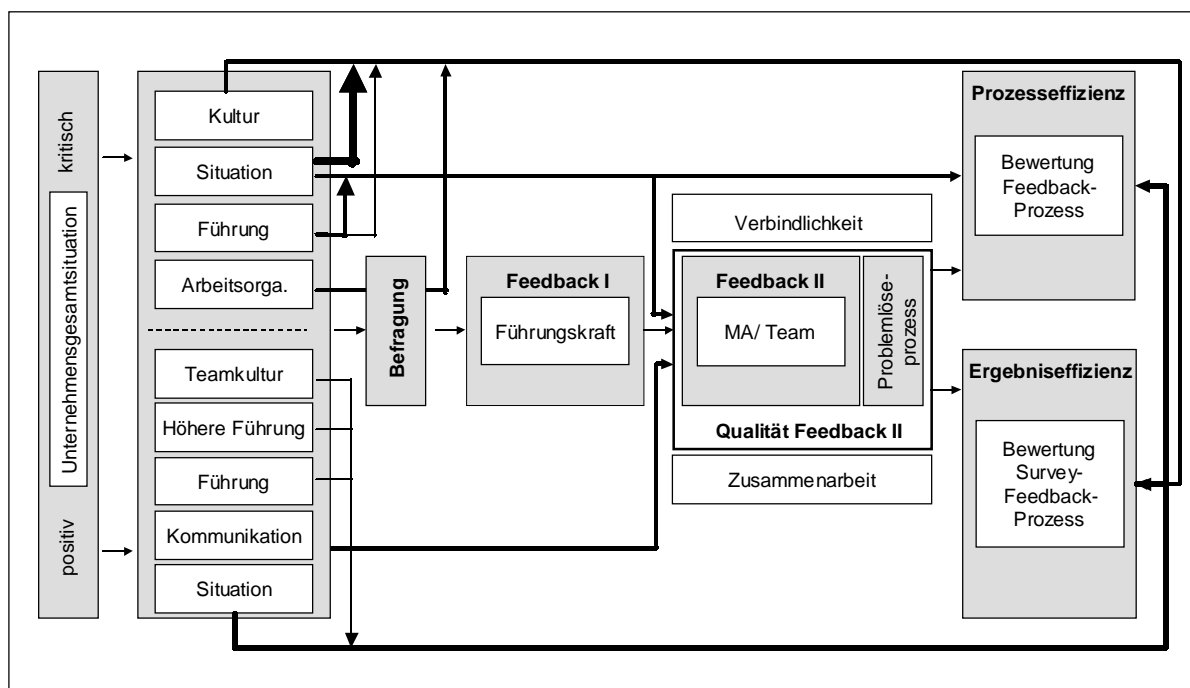 kritisch
Unternehmensgesamtsituation
positiv
Kultur
Situation
Führung
Arbeitsorga.
Teamkultur
Höhere Führung
Führung
Kommunikation
Situation
Befragung
Feedback I
Führungskraft
Verbindlichkeit
Feedback II
MA/ Team
Problemlöse-
prozess
Qualität Feedback II
Zusammenarbeit
Prozesseffizienz
Bewertung
Feedback-
Prozess
Ergebniseffizienz
Bewertung
Survey-
Feedback-
Prozess